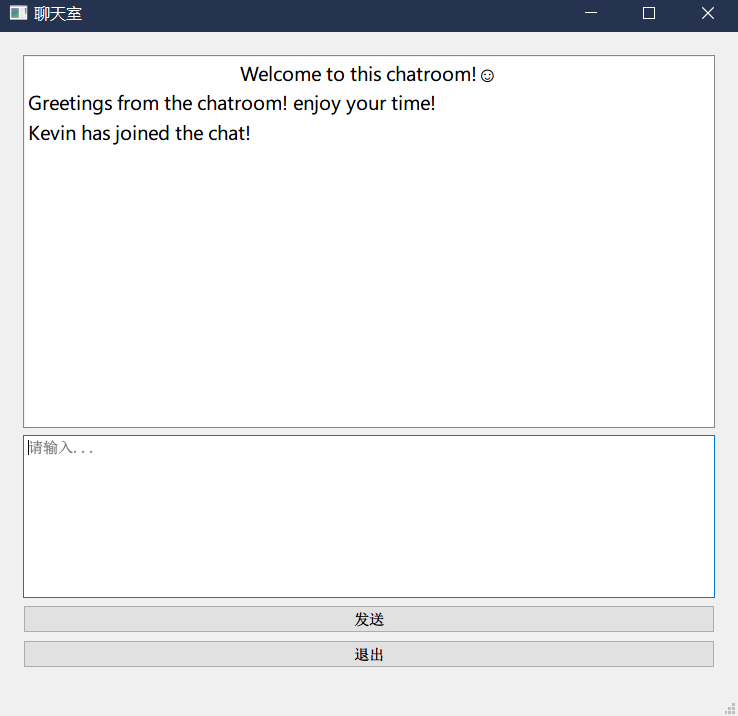 聊天室
Welcome to this chatroom!☺
Greetings from the chatroom! enjoy your time!
Kevin has joined the chat!
请输入...
发送
退出